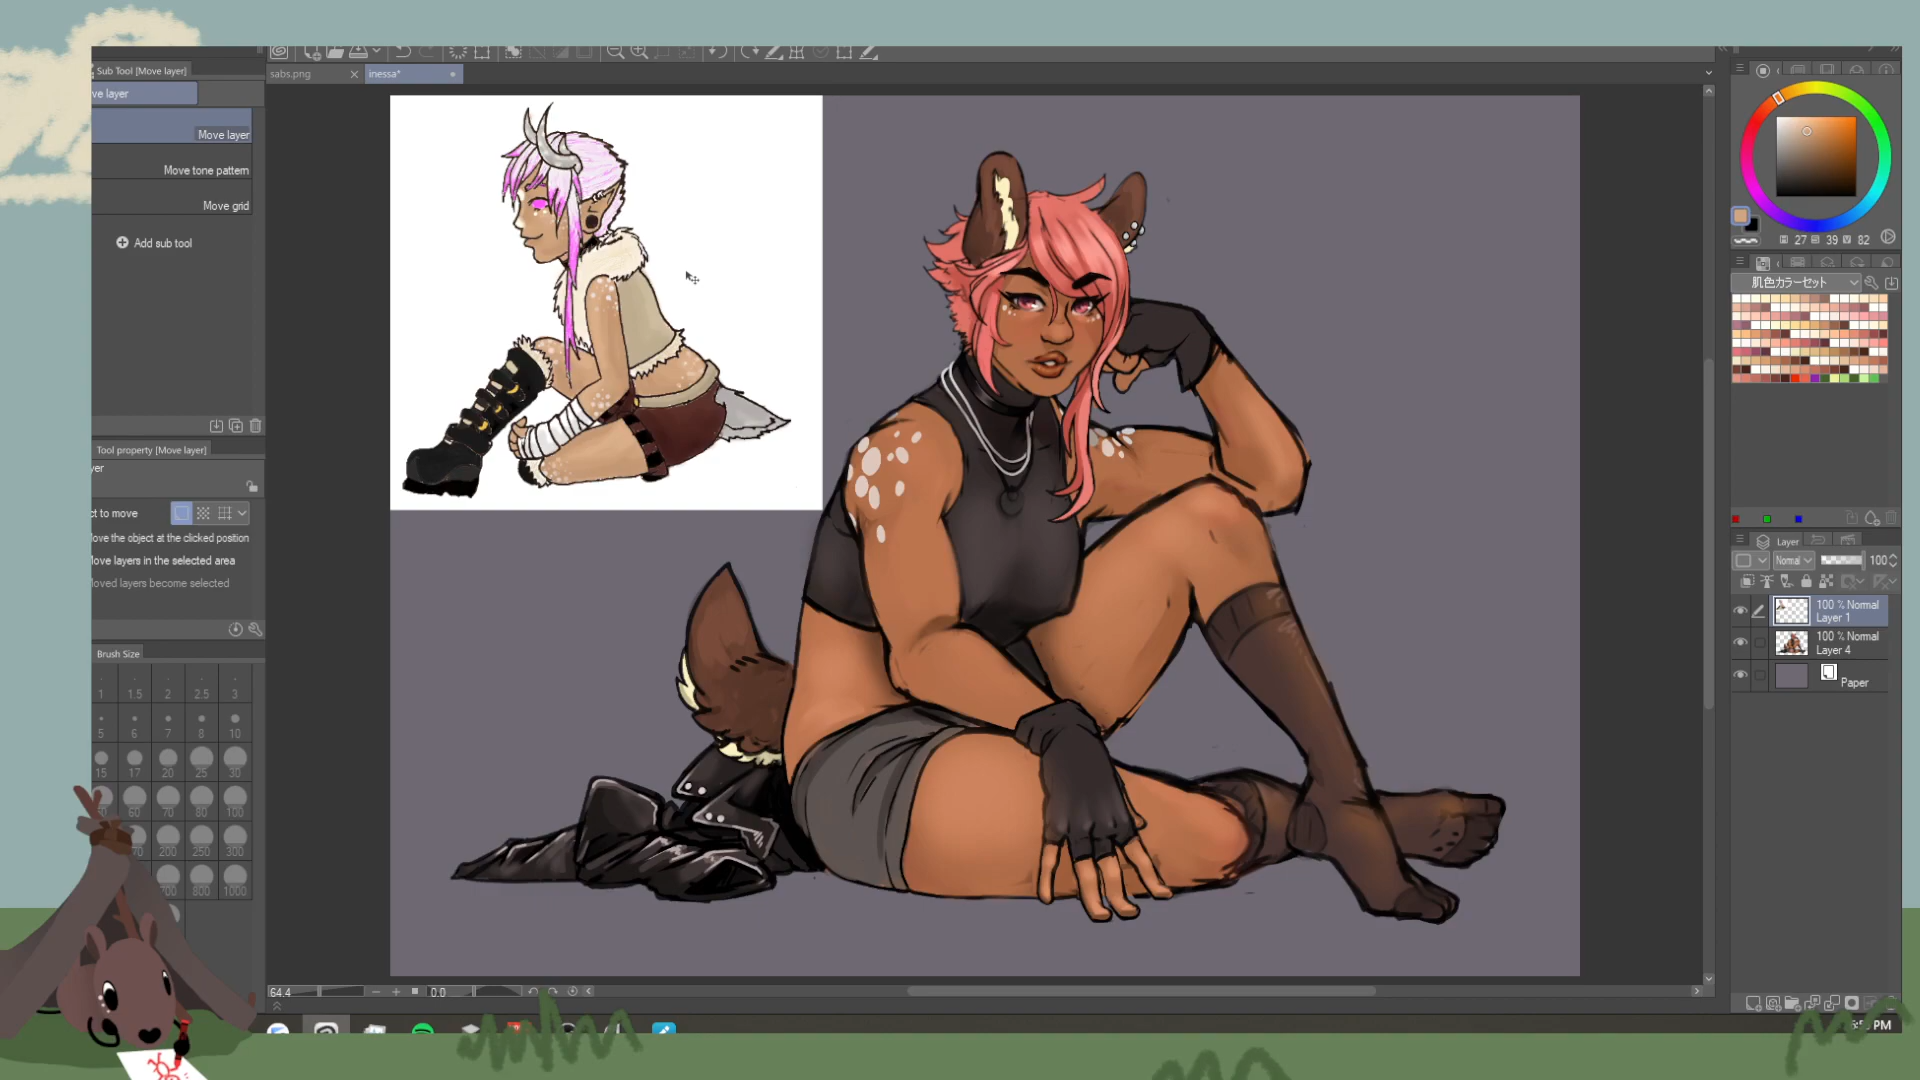 Sub Tool [Move layer]
sabs.png
inessa*
ve layer
Move layer
Move tone pattern
Move grid
Add sub tool
27 39 82
肌色カラーセット
Tool property [Move layer]
yer
ct to move
Move the object at the clicked position
Move layers in the selected area
Moved layers become selected
Layer
Normal 100
100 % Normal
Layer 1
100 % Normal
Layer 4
Paper
Brush Size
1 1.5 2 2.5 3
5 6 7 8 10
15 17 20 25 30
60 70 80 100
200 250 300
700 800 1000
64.4 0.0
PM